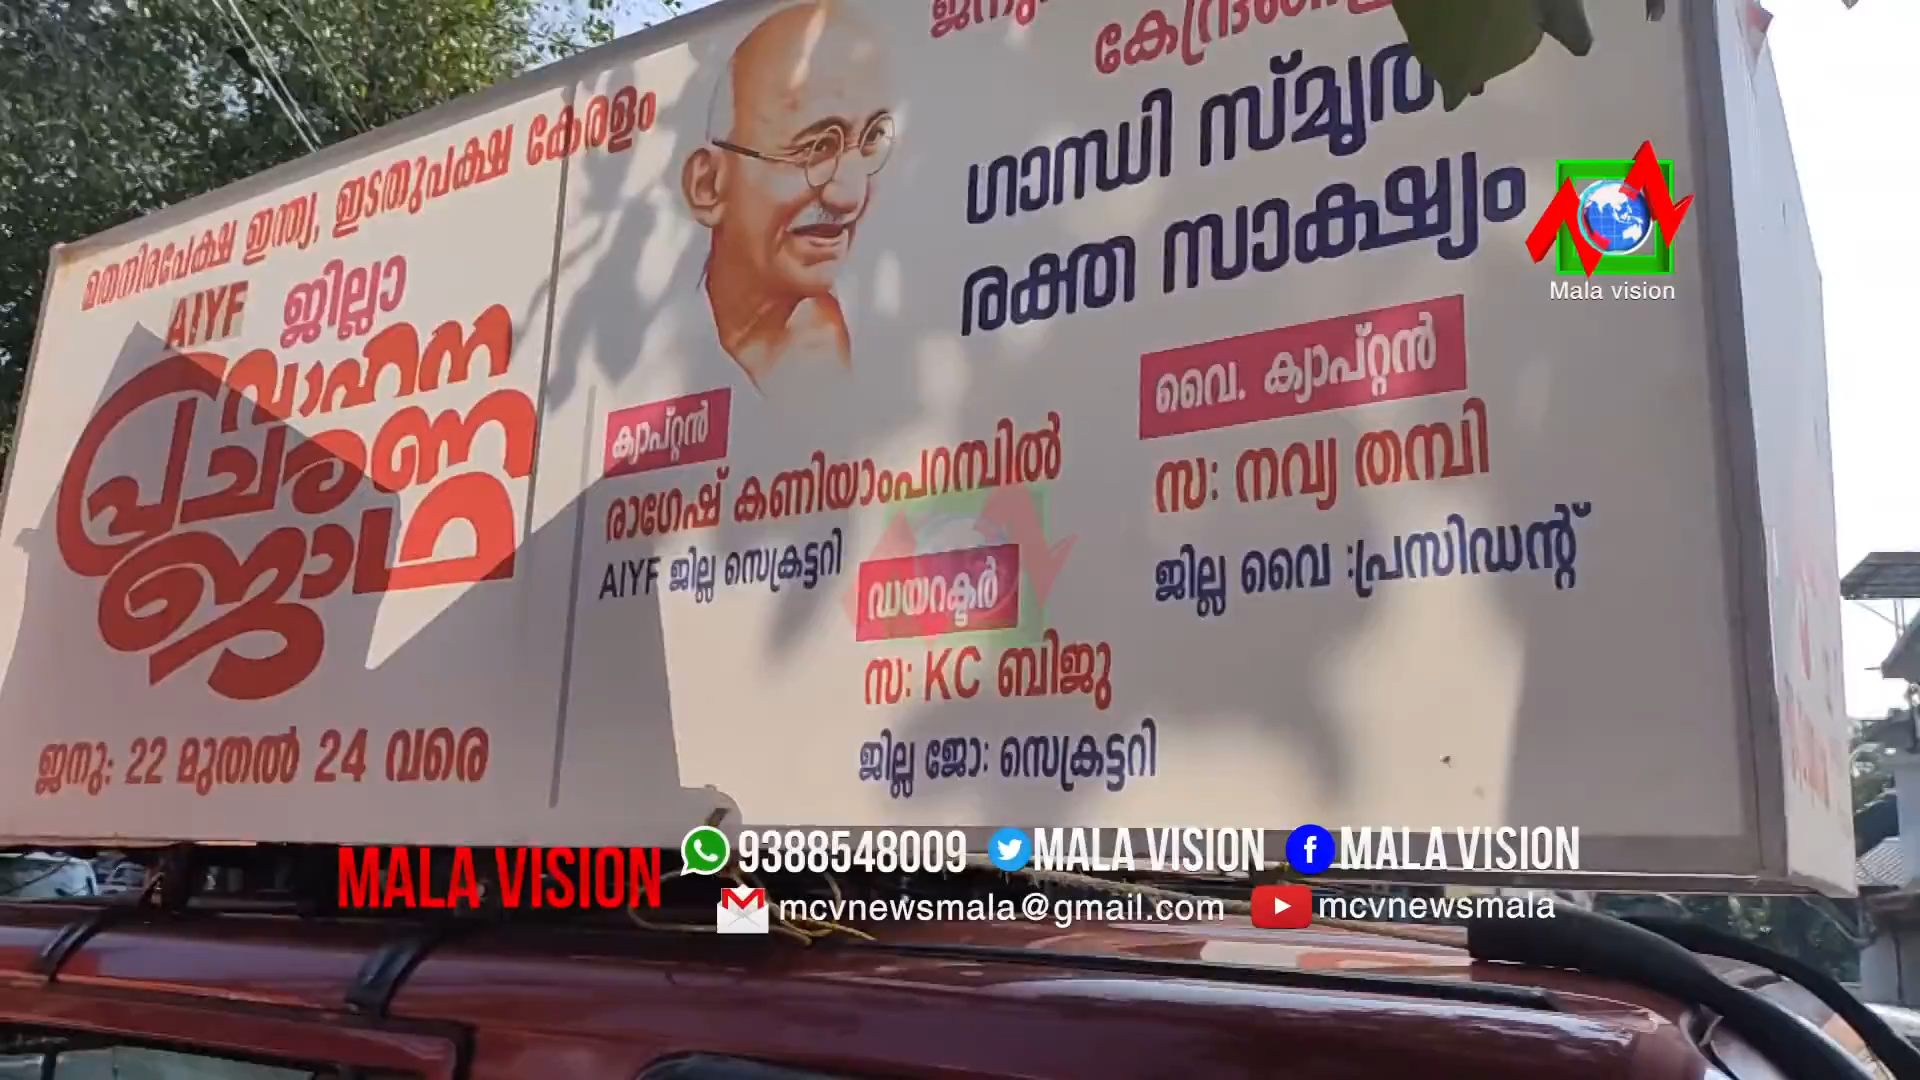 മതനിരപേക്ഷ ഇന്ത്യ, ഇടതുപക്ഷ കേരളം
AIYF ജില്ലാ
വാഹന
പ്രചരണ
ജാഥ
ജനു: 22 മുതൽ 24 വരെ
ഗാന്ധി സ്മൃതി
രക്ത സാക്ഷ്യം
ക്യാപ്റ്റൻ
രാഗേഷ് കണിയാംപറമ്പിൽ
AIYF ജില്ല സെക്രട്ടറി
വൈ. ക്യാപ്റ്റൻ
സ: നവ്യ തമ്പി
ജില്ല വൈ :പ്രസിഡന്റ്
ഡയറക്ടർ
സ: KC ബിജു
ജില്ല ജോ: സെക്രട്ടറി
Mala vision
MALA VISION
9388548009 MALA VISION MALA VISION
mcvnewsmala@gmail.com mcvnewsmala